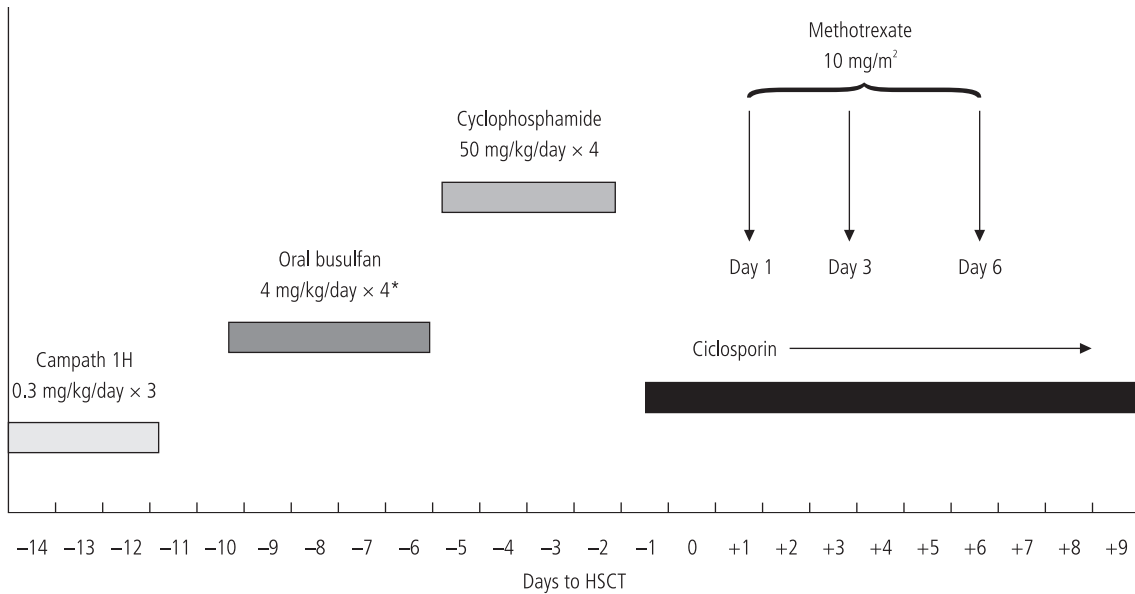 Methotrexate
10 mg/m²
Cyclophosphamide
50 mg/kg/day × 4
Day 1
Day 3
Day 6
Oral busulfan
4 mg/kg/day × 4*
Ciclosporin
Campath 1H
0.3 mg/kg/day × 3
–14 –13 –12 –11 –10 –9 –8 –7 –6 –5 –4 –3 –2 –1 0 +1 +2 +3 +4 +5 +6 +7 +8 +9
Days to HSCT